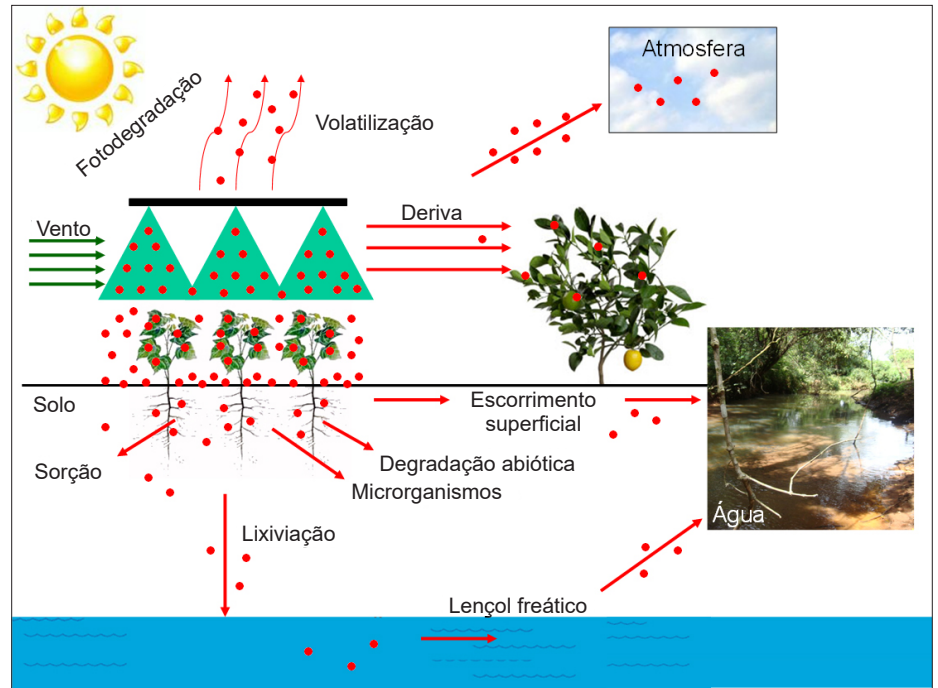 Atmosfera
Fotodegradação
Volatilização
Deriva
Vento
Solo
Escorrimento
superficial
Sorção
Degradação abiótica
Microrganismos
Água
Lixiviação
Lençol freático